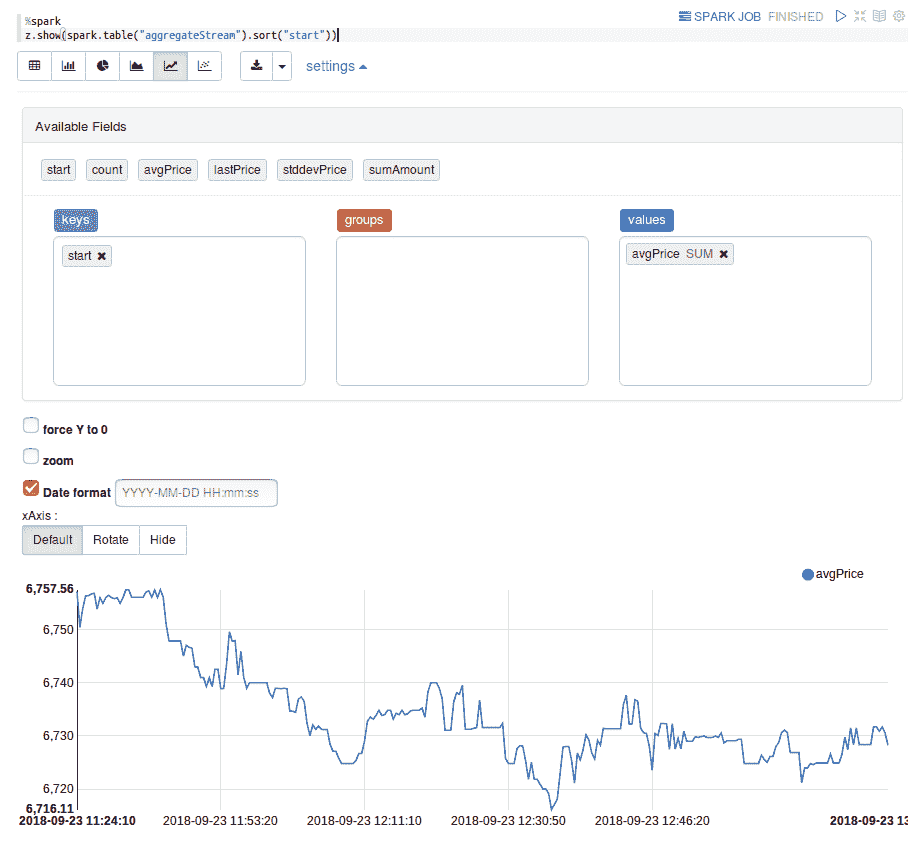 %spark
SPARK JOB FINISHED
z.show(spark.table("aggregateStream").sort("start"))
settings
Available Fields
start count avgPrice lastPrice stddevPrice sumAmount
keys groups values
start ✖ avgPrice SUM ✖
force Y to 0
zoom
Date format YYYY-MM-DD HH:mm:ss
xAxis :
Default Rotate Hide
avgPrice
6,757.56
6,750
6,740
6,730
6,720
6,716.11
2018-09-23 11:24:10 2018-09-23 11:53:20 2018-09-23 12:11:10 2018-09-23 12:30:50 2018-09-23 12:46:20 2018-09-23 13